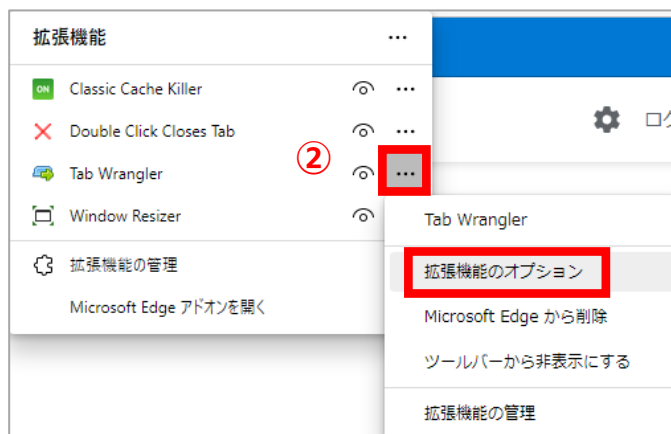 拡張機能 ...
ON Classic Cache Killer ...
Double Click Closes Tab ...
② Tab Wrangler ...
Window Resizer
拡張機能の管理
Microsoft Edge アドオンを開く
ログ
Tab Wrangler
拡張機能のオプション
Microsoft Edge から削除
ツールバーから非表示にする
拡張機能の管理